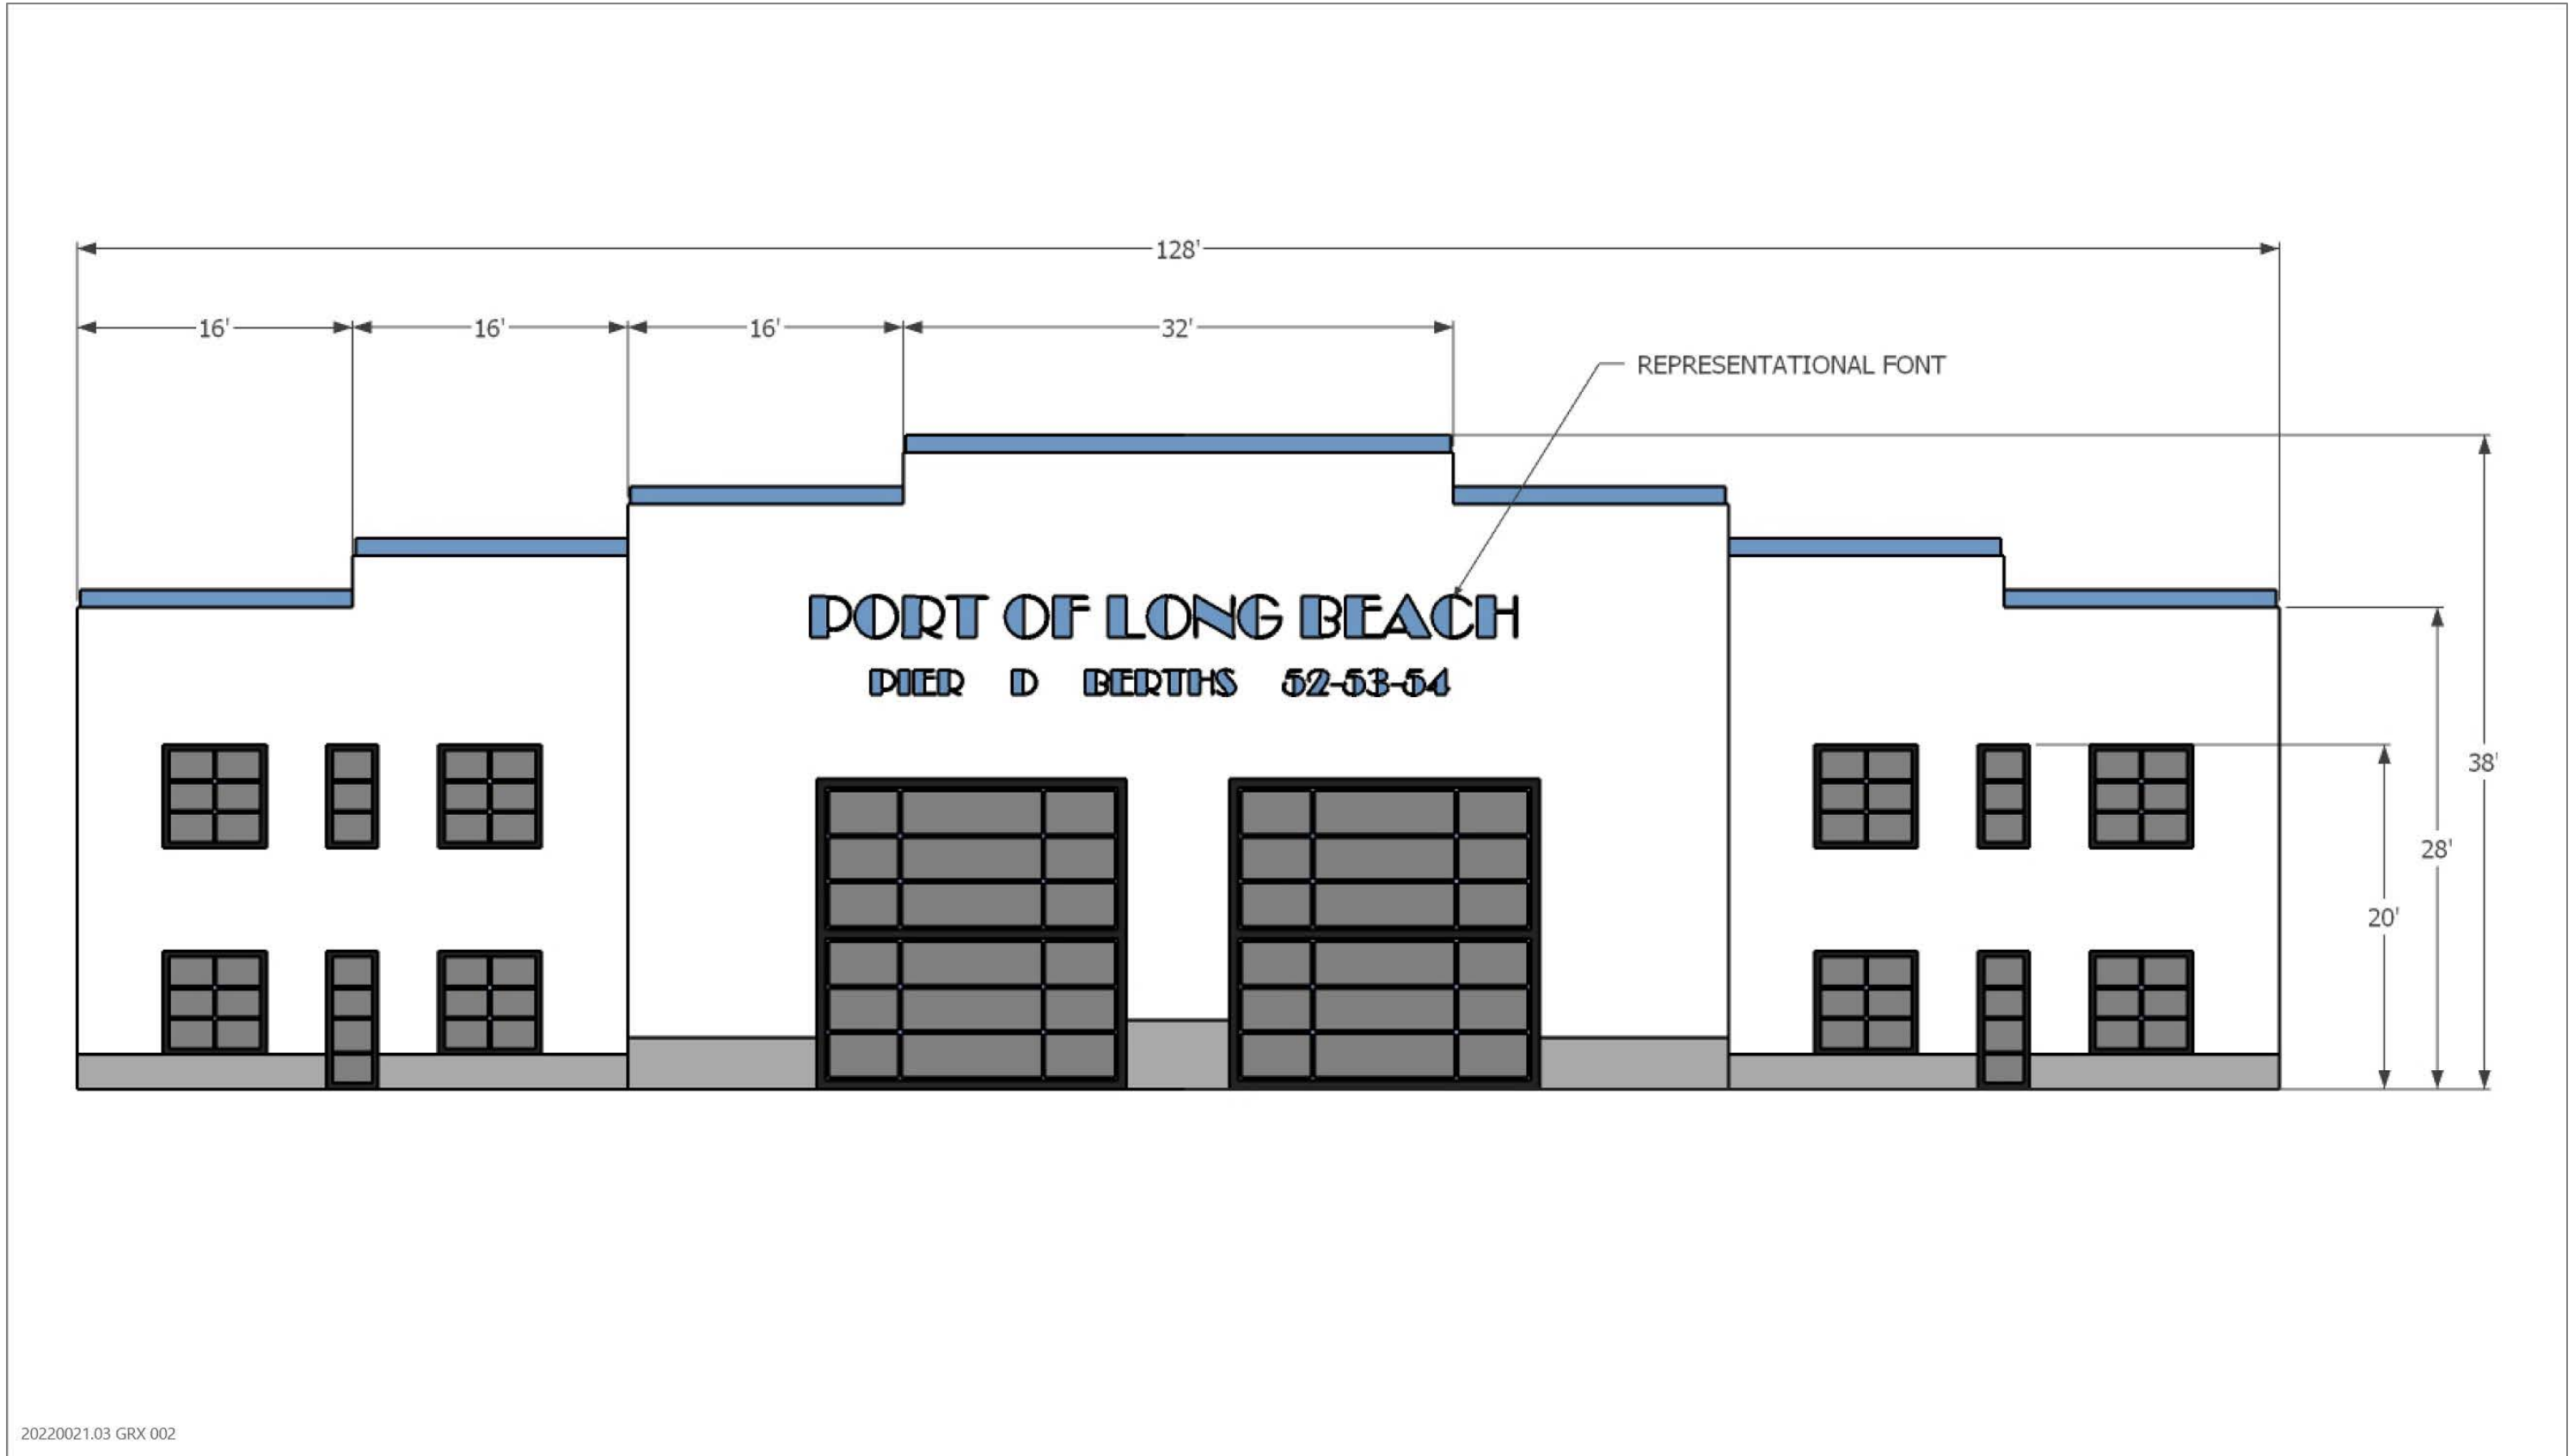 128'
16'
16'
16'
32'
REPRESENTATIONAL FONT
PORT OF LONG BEACH
PIER D BERTHS 52-53-54
38'
28'
20'
20220021.03 GRX 002